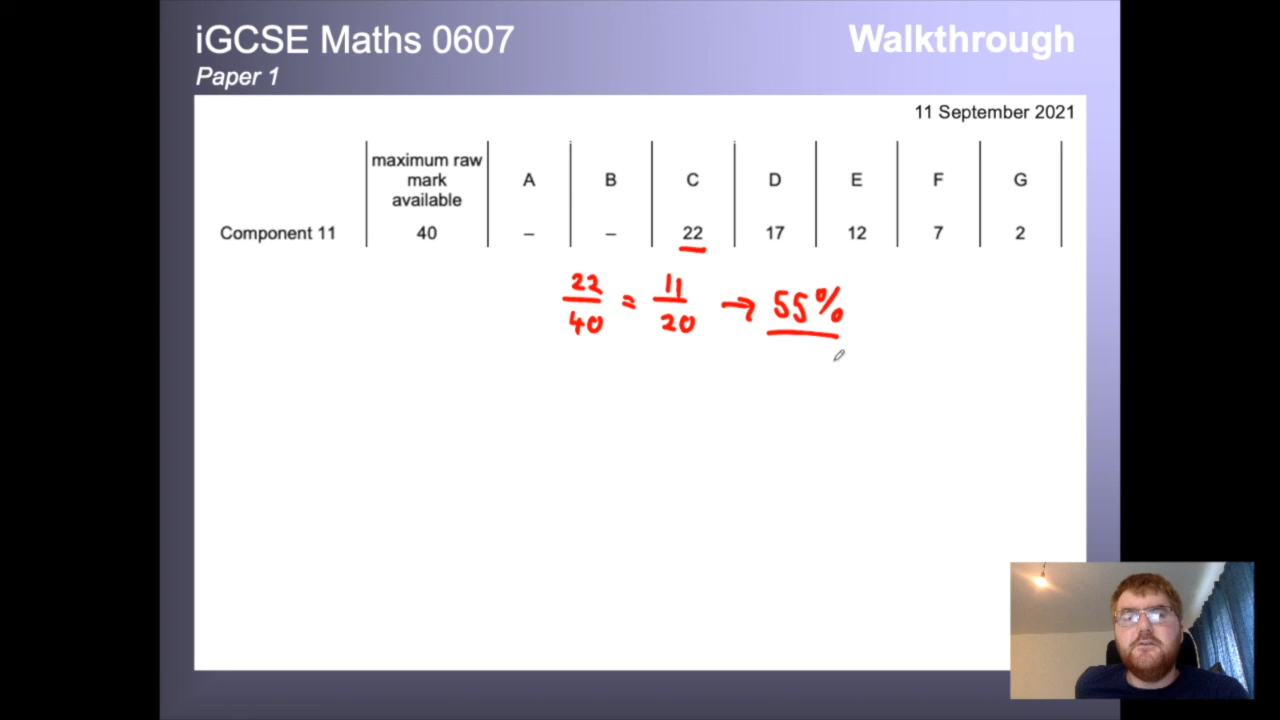 iGCSE Maths 0607
Walkthrough
Paper 1
11 September 2021
maximum raw
mark
available
A B C D E F G
Component 11 40 – – 22 17 12 7 2
22/40 = 11/20 → 55%